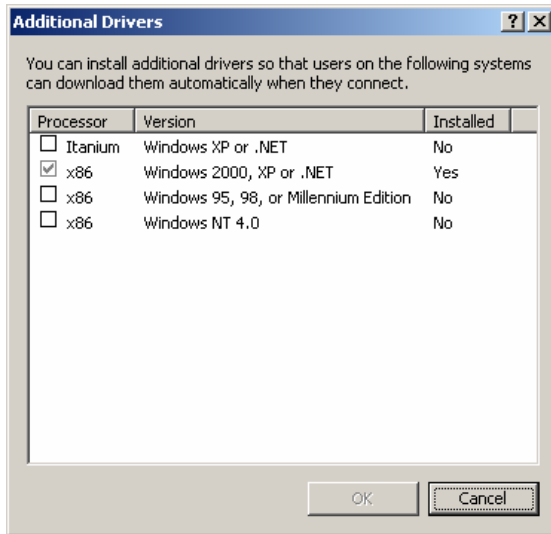 Additional Drivers
You can install additional drivers so that users on the following systems
can download them automatically when they connect.
Processor Version Installed
Itanium Windows XP or .NET No
x86 Windows 2000, XP or .NET Yes
x86 Windows 95, 98, or Millennium Edition No
x86 Windows NT 4.0 No
OK Cancel